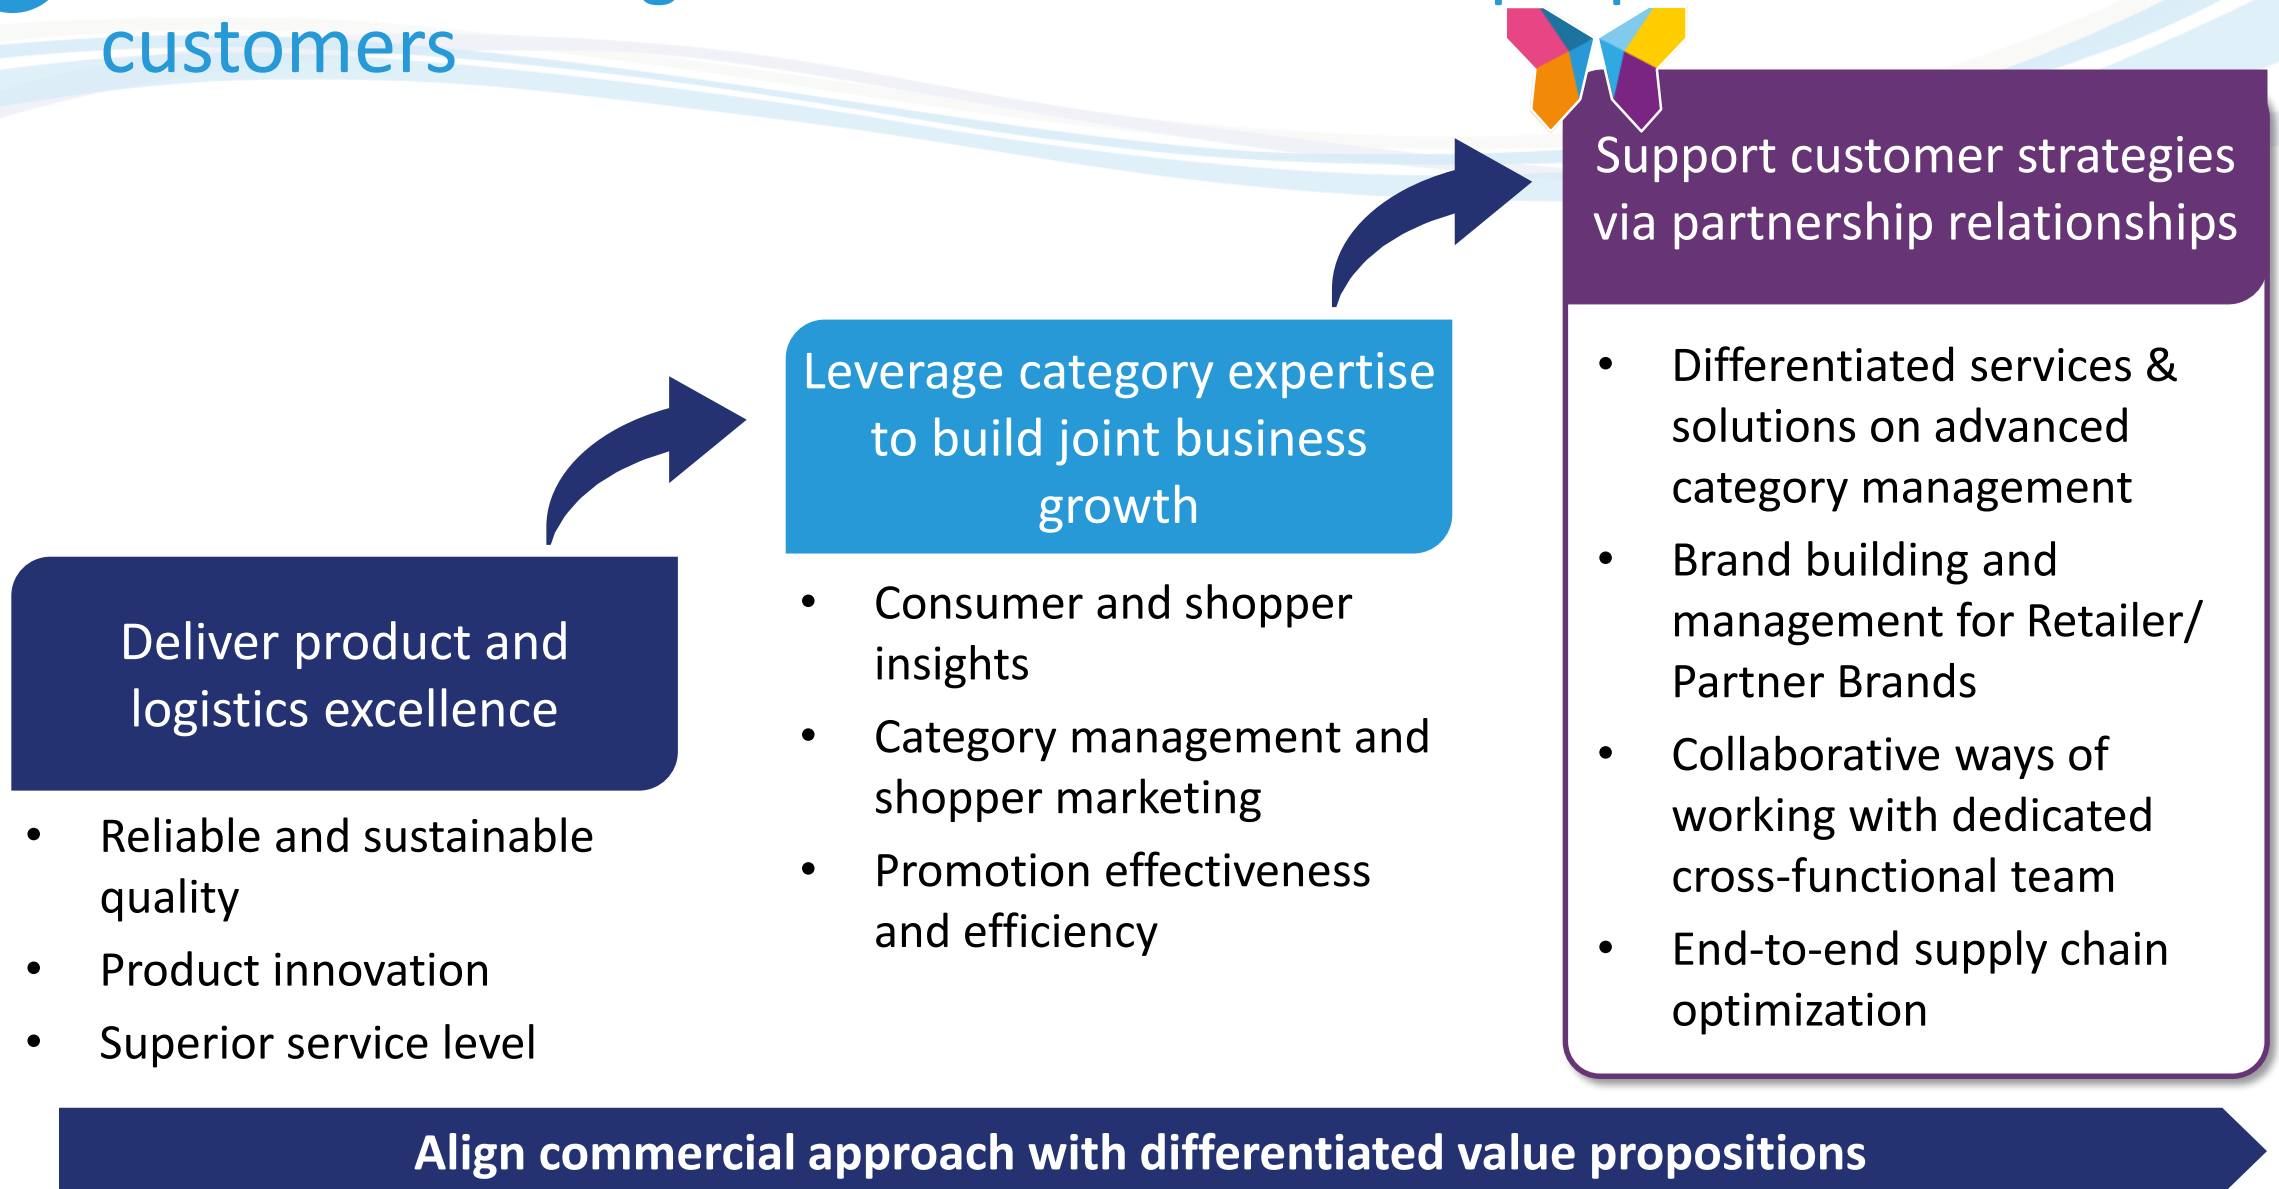 customers
Support customer strategies
via partnership relationships
Leverage category expertise
to build joint business
growth
Deliver product and
logistics excellence
• Differentiated services &
solutions on advanced
category management
• Brand building and
management for Retailer/
Partner Brands
• Collaborative ways of
working with dedicated
cross-functional team
• End-to-end supply chain
optimization
• Consumer and shopper
insights
• Category management and
shopper marketing
• Promotion effectiveness
and efficiency
• Reliable and sustainable
quality
• Product innovation
• Superior service level
Align commercial approach with differentiated value propositions